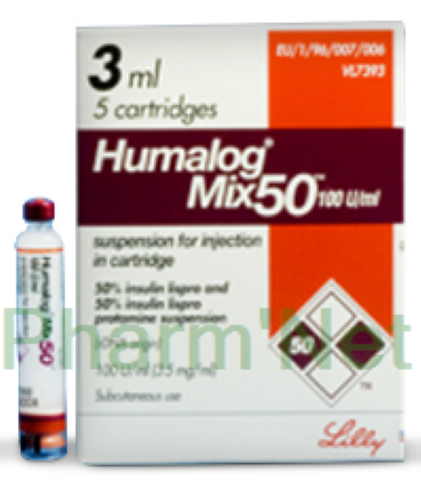 EU/1/96/007/006
VL7393
3 ml
5 cartridges
Humalog®
Mix50™ 100 U/ml
suspension for injection
in cartridge
50% insulin lispro and
50% insulin lispro
protamine suspension
100 U/ml (3.5 mg/ml)
Subcutaneous use
50
TM
Lilly
Humalog Mix50
Pharm'Net